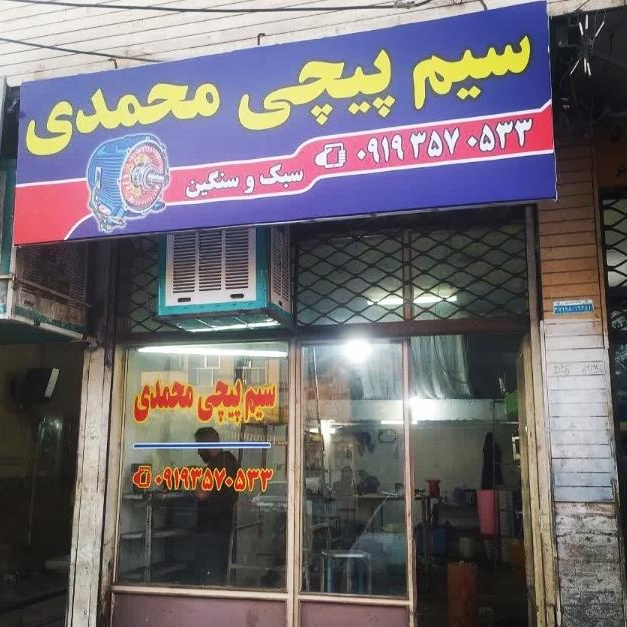 سیم پیچی محمدی
۰۹۱۹ ۳۵۷ ۰۵۳۳
سبک و سنگین
سیم پیچی محمدی
۰۹۱۹۳۵۷۰۵۳۳